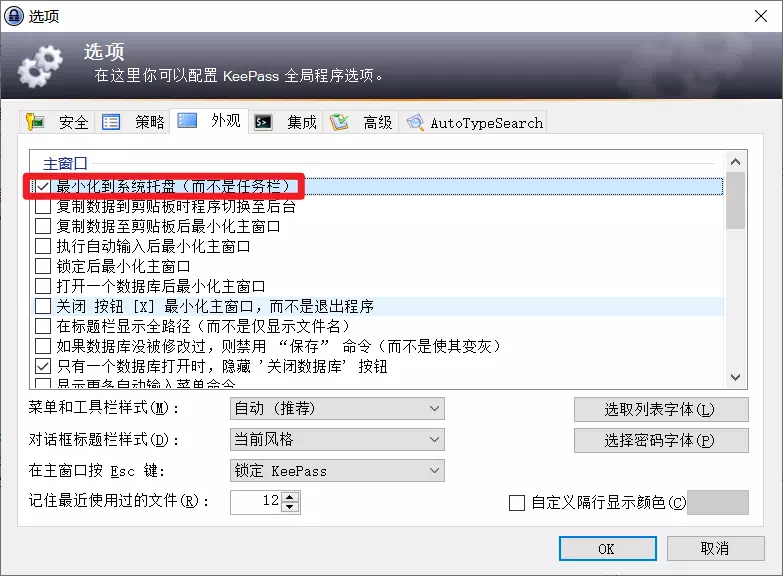 选项
选项
在这里你可以配置 KeePass 全局程序选项。
安全 策略 外观 集成 高级 AutoTypeSearch
主窗口
最小化到系统托盘（而不是任务栏）
复制数据到剪贴板时程序切换至后台
复制数据至剪贴板后最小化主窗口
执行自动输入后最小化主窗口
锁定后最小化主窗口
打开一个数据库后最小化主窗口
关闭 按钮 [X] 最小化主窗口，而不是退出程序
在标题栏显示全路径（而不是仅显示文件名）
如果数据库没被修改过，则禁用 “保存” 命令（而不是使其变灰）
只有一个数据库打开时，隐藏 '关闭数据库' 按钮
显示更多自动输入菜单命令
菜单和工具栏样式(M)： 自动（推荐） 选取列表字体(L)
对话框标题栏样式(D)： 当前风格 选择密码字体(P)
在主窗口按 Esc 键： 锁定 KeePass
记住最近使用过的文件(R)： 12 自定义隔行显示颜色(C)
OK 取消